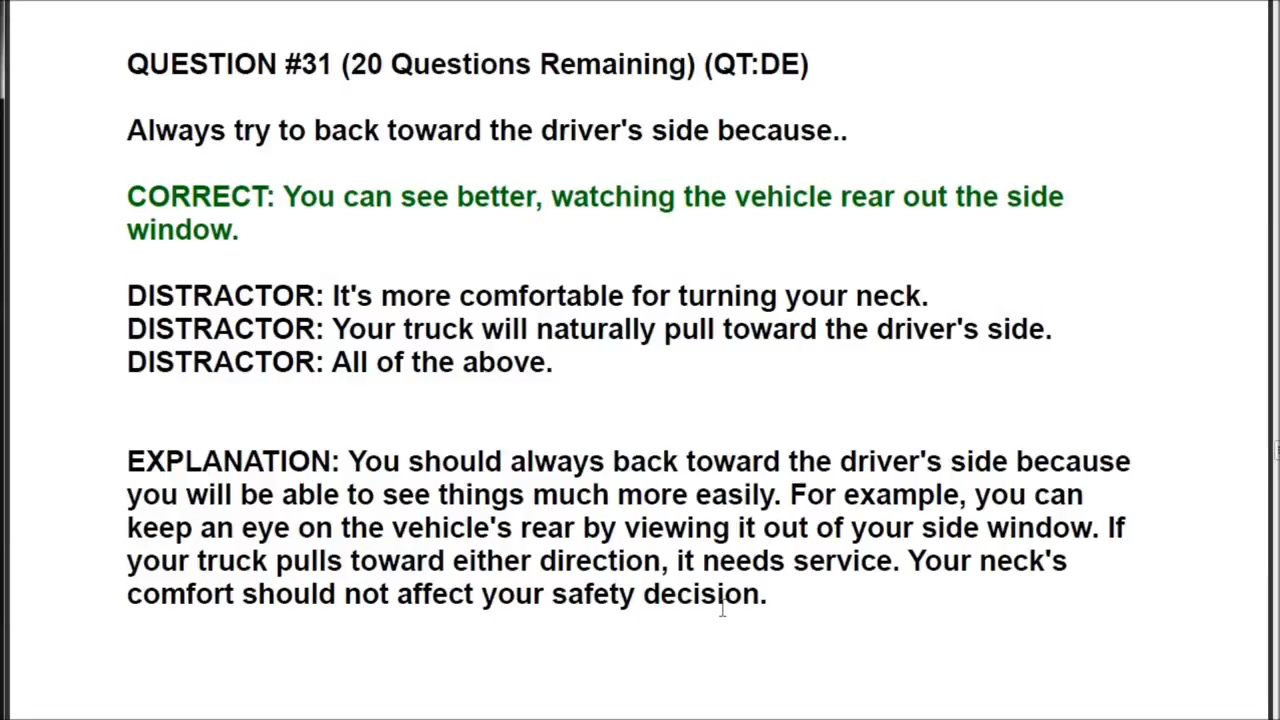 QUESTION #31 (20 Questions Remaining) (QT:DE)
Always try to back toward the driver's side because..
CORRECT: You can see better, watching the vehicle rear out the side
window.
DISTRACTOR: It's more comfortable for turning your neck.
DISTRACTOR: Your truck will naturally pull toward the driver's side.
DISTRACTOR: All of the above.
EXPLANATION: You should always back toward the driver's side because
you will be able to see things much more easily. For example, you can
keep an eye on the vehicle's rear by viewing it out of your side window. If
your truck pulls toward either direction, it needs service. Your neck's
comfort should not affect your safety decision.